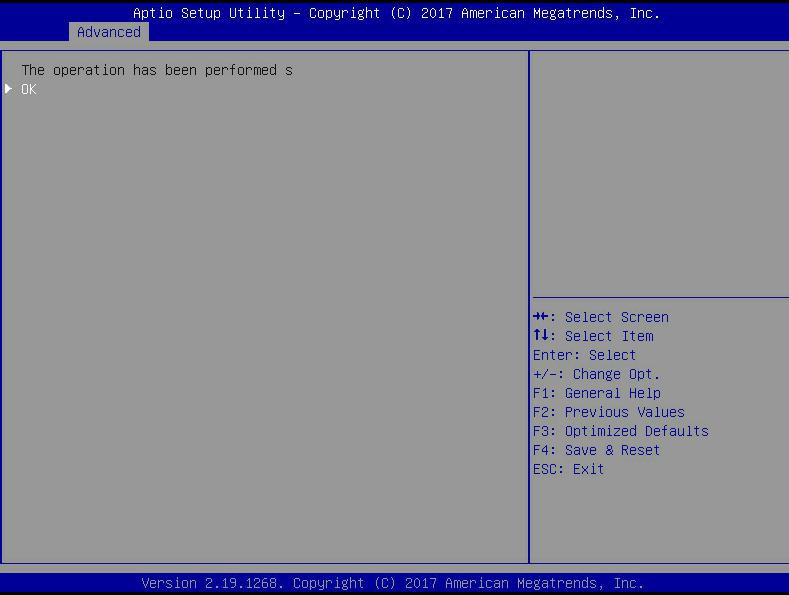 Aptio Setup Utility – Copyright (C) 2017 American Megatrends, Inc.
Advanced
The operation has been performed s
OK
→←: Select Screen
↑↓: Select Item
Enter: Select
+/-: Change Opt.
F1: General Help
F2: Previous Values
F3: Optimized Defaults
F4: Save & Reset
ESC: Exit
Version 2.19.1268. Copyright (C) 2017 American Megatrends, Inc.